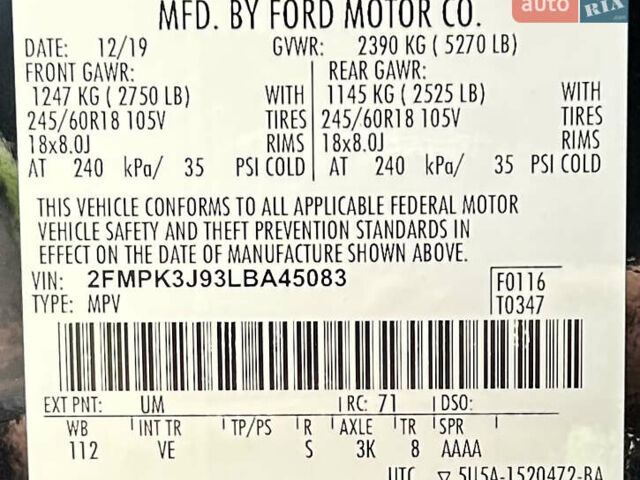 MFD. BY FORD MOTOR CO.
auto RIA
DATE: 12/19 GVWR: 2390 KG ( 5270 LB)
FRONT GAWR: REAR GAWR:
1247 KG ( 2750 LB) WITH 1145 KG ( 2525 LB) WITH
245/60R18 105V TIRES 245/60R18 105V TIRES
18x8.0J RIMS 18x8.0J RIMS
AT 240 kPa/ 35 PSI COLD AT 240 kPa/ 35 PSI COLD
THIS VEHICLE CONFORMS TO ALL APPLICABLE FEDERAL MOTOR
VEHICLE SAFETY AND THEFT PREVENTION STANDARDS IN
EFFECT ON THE DATE OF MANUFACTURE SHOWN ABOVE.
VIN: 2FMPK3J93LBA45083 F0116
TYPE: MPV T0347
EXT PNT: UM RC: 71 DSO:
WB INT TR TP/PS R AXLE TR SPR
112 VE S 3K 8 AAAA
UTC ▽ 5U5A-1520472-BA